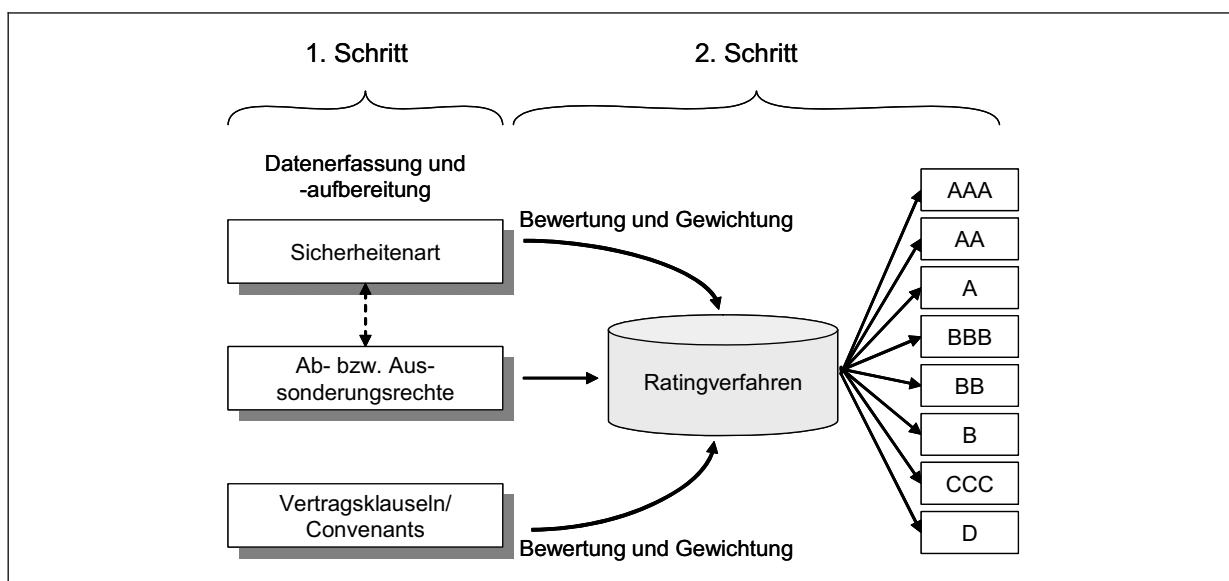 1. Schritt
2. Schritt
Datenerfassung und
-aufbereitung
Sicherheitenart
Ab- bzw. Aus-
sonderungsrechte
Vertragsklauseln/
Convenants
Bewertung und Gewichtung
Bewertung und Gewichtung
Ratingverfahren
AAA
AA
A
BBB
BB
B
CCC
D